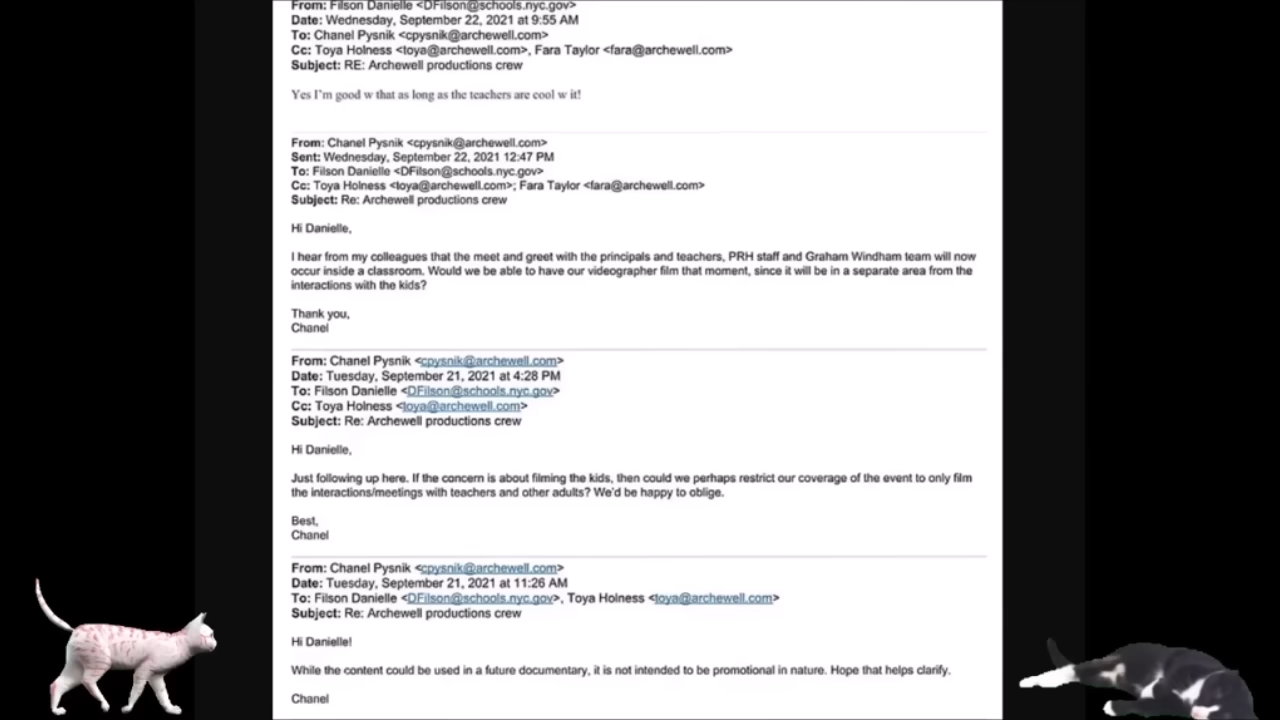 From: Filson Danielle <DFilson@schools.nyc.gov>
Date: Wednesday, September 22, 2021 at 9:55 AM
To: Chanel Pysnik <cpysnik@archewell.com>
Cc: Toya Holness <toya@archewell.com>, Fara Taylor <fara@archewell.com>
Subject: RE: Archewell productions crew
Yes I'm good w that as long as the teachers are cool w it!
From: Chanel Pysnik <cpysnik@archewell.com>
Sent: Wednesday, September 22, 2021 12:47 PM
To: Filson Danielle <DFilson@schools.nyc.gov>
Cc: Toya Holness <toya@archewell.com>; Fara Taylor <fara@archewell.com>
Subject: Re: Archewell productions crew
Hi Danielle,
I hear from my colleagues that the meet and greet with the principals and teachers, PRH staff and Graham Windham team will now
occur inside a classroom. Would we be able to have our videographer film that moment, since it will be in a separate area from the
interactions with the kids?
Thank you,
Chanel
From: Chanel Pysnik <cpysnik@archewell.com>
Date: Tuesday, September 21, 2021 at 4:28 PM
To: Filson Danielle <DFilson@schools.nyc.gov>
Cc: Toya Holness <toya@archewell.com>
Subject: Re: Archewell productions crew
Hi Danielle,
Just following up here. If the concern is about filming the kids, then could we perhaps restrict our coverage of the event to only film
the interactions/meetings with teachers and other adults? We'd be happy to oblige.
Best,
Chanel
From: Chanel Pysnik <cpysnik@archewell.com>
Date: Tuesday, September 21, 2021 at 11:26 AM
To: Filson Danielle <DFilson@schools.nyc.gov>, Toya Holness <toya@archewell.com>
Subject: Re: Archewell productions crew
Hi Danielle!
While the content could be used in a future documentary, it is not intended to be promotional in nature. Hope that helps clarify.
Chanel